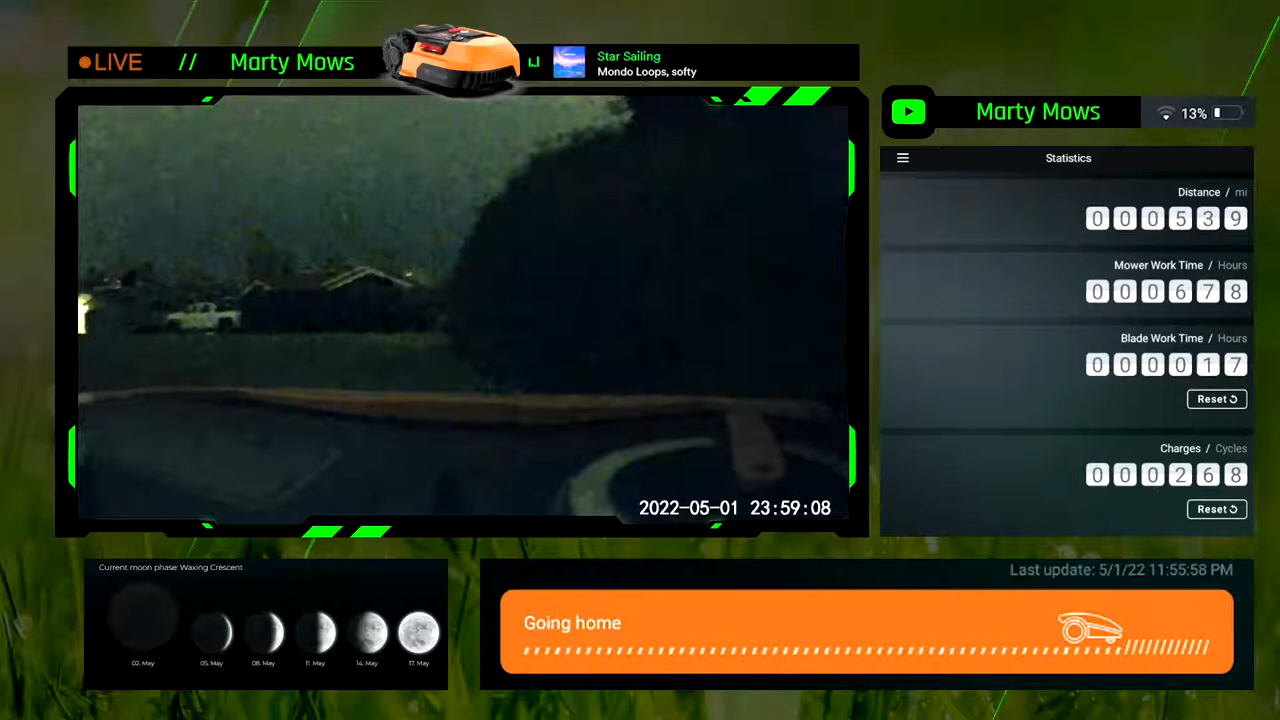 LIVE // Marty Mows
Star Sailing
Mondo Loops, softy
Marty Mows
13%
Statistics
Distance / mi
000539
Mower Work Time / Hours
000678
Blade Work Time / Hours
000017
Reset
Charges / Cycles
000268
Reset
2022-05-01 23:59:08
Current moon phase: Waxing Crescent
02. May 05. May 08. May 11. May 14. May 17. May
Last update: 5/1/22 11:55:58 PM
Going home